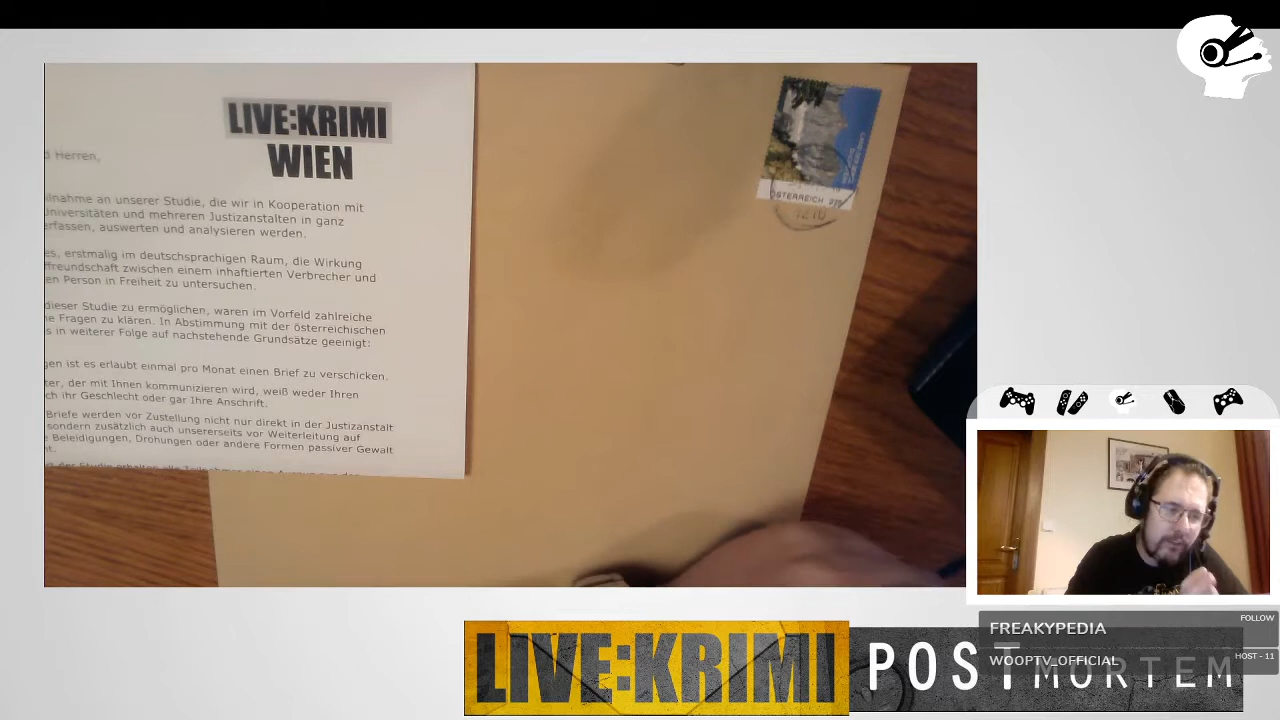 LIVE:KRIMI
WIEN
d Herren,
lnahme an unserer Studie, die wir in Kooperation mit
niversitäten und mehreren Justizanstalten in ganz
erfassen, auswerten und analysieren werden.
es, erstmalig im deutschsprachigen Raum, die Wirkung
ffreundschaft zwischen einem inhaftierten Verbrecher und
en Person in Freiheit zu untersuchen.
dieser Studie zu ermöglichen, waren im Vorfeld zahlreiche
e Fragen zu klären. In Abstimmung mit der österreichischen
s in weiterer Folge auf nachstehende Grundsätze geeinigt:
gen ist es erlaubt einmal pro Monat einen Brief zu verschicken.
ter, der mit Ihnen kommunizieren wird, weiß weder Ihren
ch ihr Geschlecht oder gar Ihre Anschrift.
Briefe werden vor Zustellung nicht nur direkt in der Justizanstalt
sondern zusätzlich auch unsererseits vor Weiterleitung auf
e Beleidigungen, Drohungen oder andere Formen passiver Gewalt
t.
ÖSTERREICH
FOLLOW
FREAKYPEDIA
HOST - 11
WOOPTV_OFFICIAL
LIVE:KRIMI POSTMORTEM